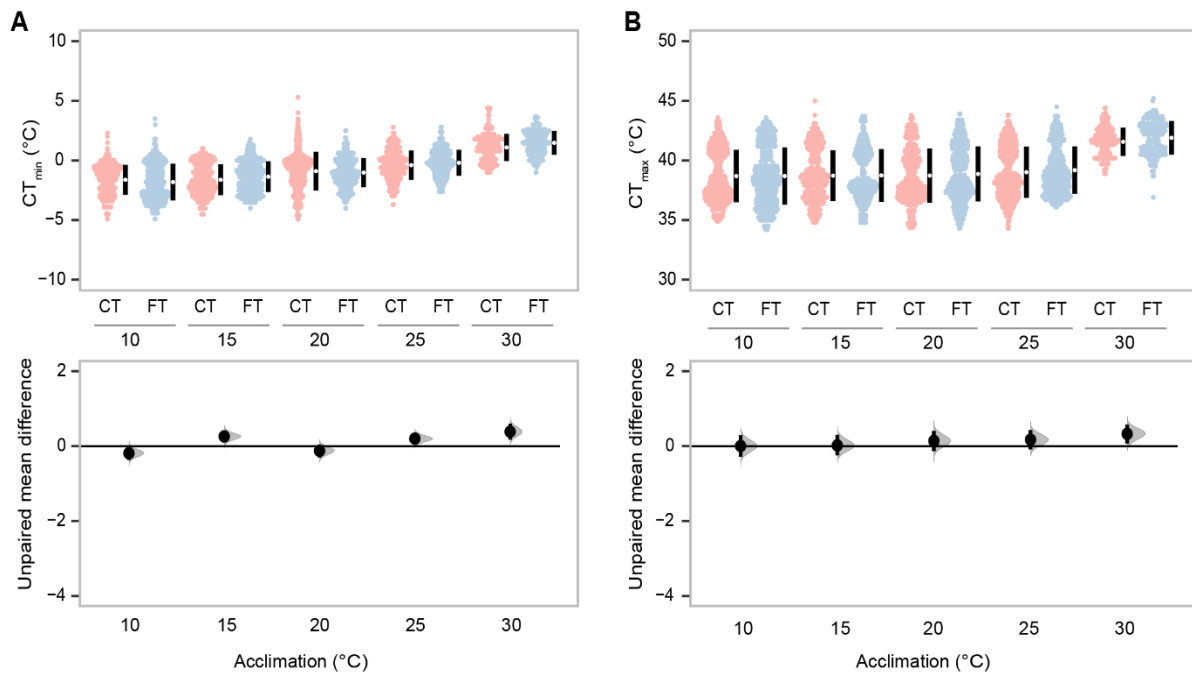 A
CTmin (°C)
10
5
0
−5
−10
CT FT CT FT CT FT CT FT CT FT
10 15 20 25 30
Unpaired mean difference
2
0
−2
−4
10 15 20 25 30
Acclimation (°C)
B
CTmax (°C)
50
45
40
35
30
CT FT CT FT CT FT CT FT CT FT
10 15 20 25 30
Unpaired mean difference
2
0
−2
−4
10 15 20 25 30
Acclimation (°C)